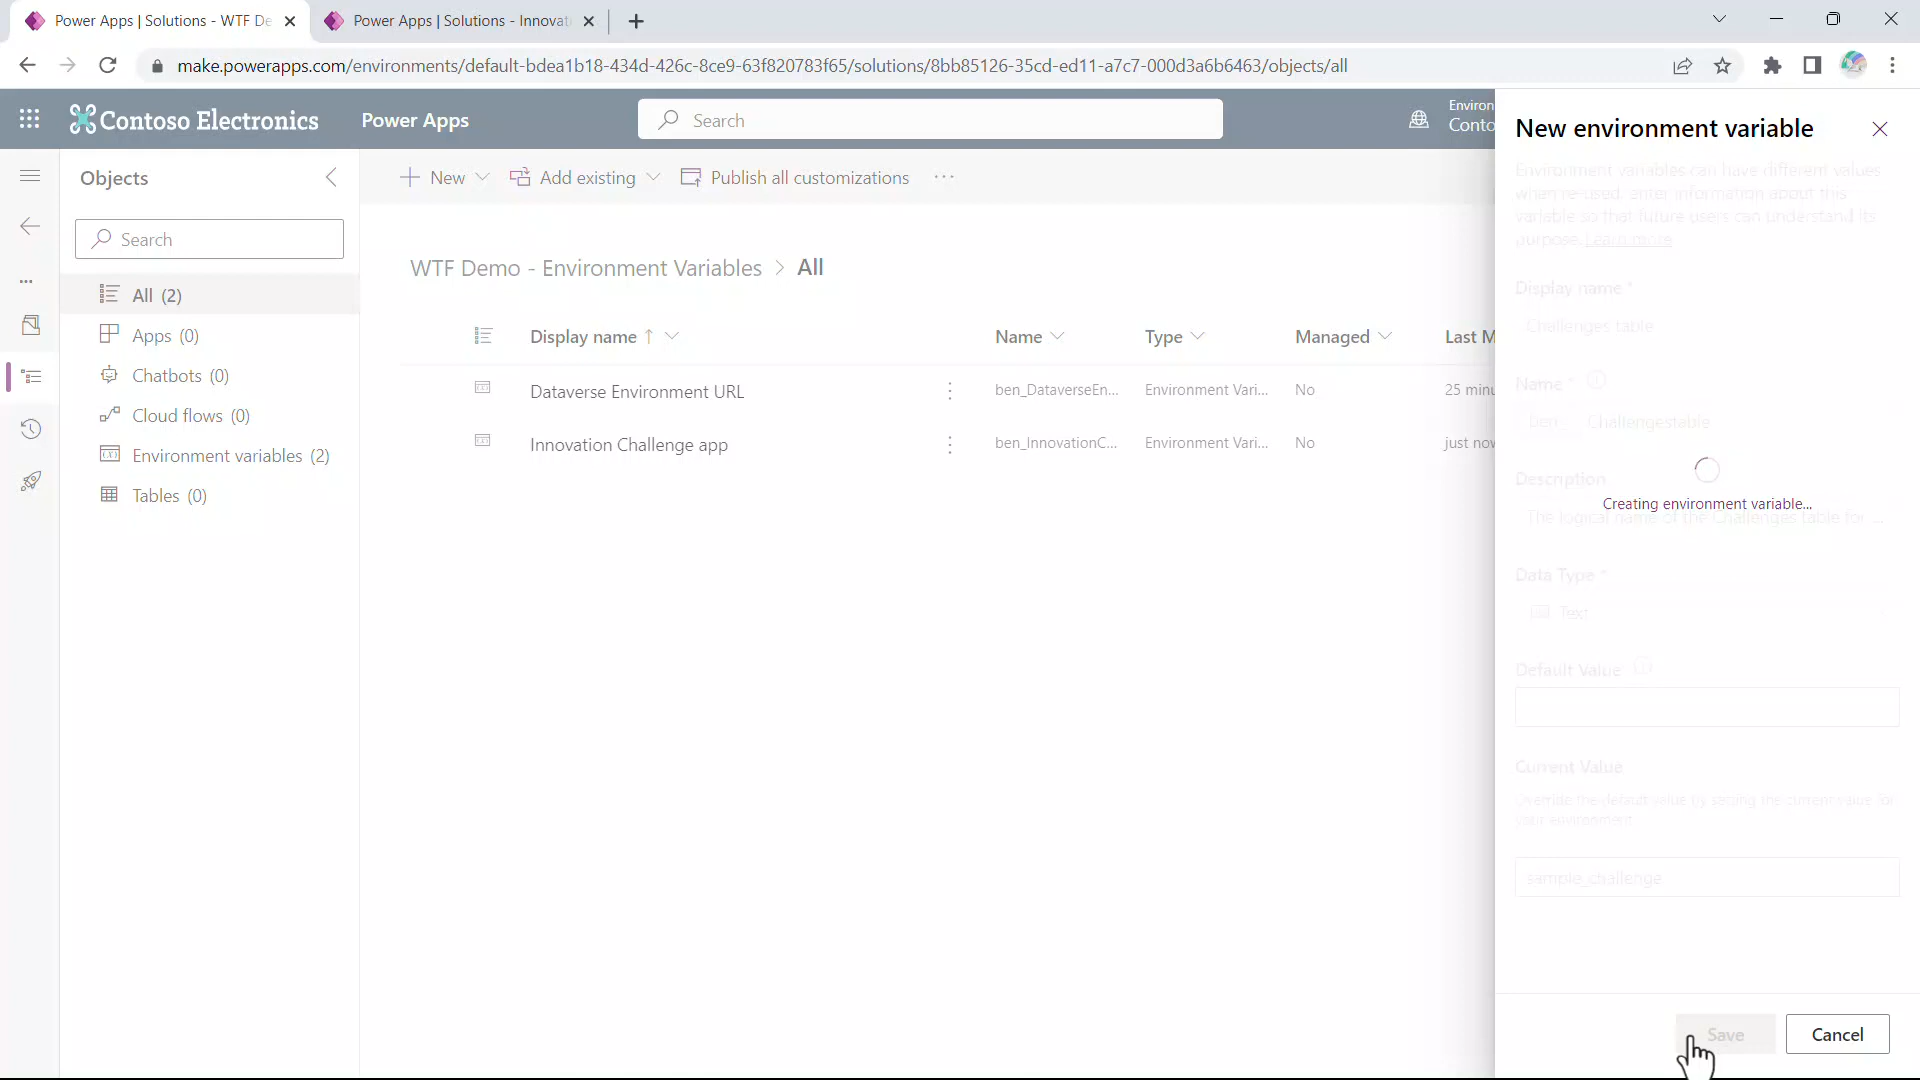 Power Apps | Solutions - WTF De
Power Apps | Solutions - Innovat
make.powerapps.com/environments/default-bdea1b18-434d-426c-8ce9-63f820783f65/solutions/8bb85126-35cd-ed11-a7c7-000d3a6b6463/objects/all
Contoso Electronics
Power Apps
Search
Environ
Conto
New environment variable
Environment variables can have different values
when re-used, enter information about this
variable so that future users can understand its
purpose. Learn more
Display name *
Challenges table
Name *
ben_
Challengestable
Description
The logical name of the Challenges table for ...
Creating environment variable...
Data Type *
Text
Default Value
Current Value
Override the default value by setting the current value for
your environment.
sample_challenge
Save
Cancel
Objects
Search
All (2)
Apps (0)
Chatbots (0)
Cloud flows (0)
Environment variables (2)
Tables (0)
New
Add existing
Publish all customizations
WTF Demo - Environment Variables > All
Display name ↑
Name
Type
Managed
Last M
Dataverse Environment URL
ben_DataverseEn...
Environment Vari...
No
25 minu
Innovation Challenge app
ben_InnovationC...
Environment Vari...
No
just now